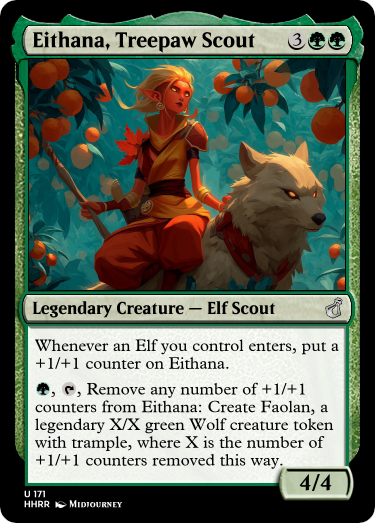 Eithana, Treepaw Scout 3
Legendary Creature — Elf Scout
Whenever an Elf you control enters, put a
+1/+1 counter on Eithana.
, , Remove any number of +1/+1
counters from Eithana: Create Faolan, a
legendary X/X green Wolf creature token
with trample, where X is the number of
+1/+1 counters removed this way.
4/4
U 171
HHRR MIDJOURNEY